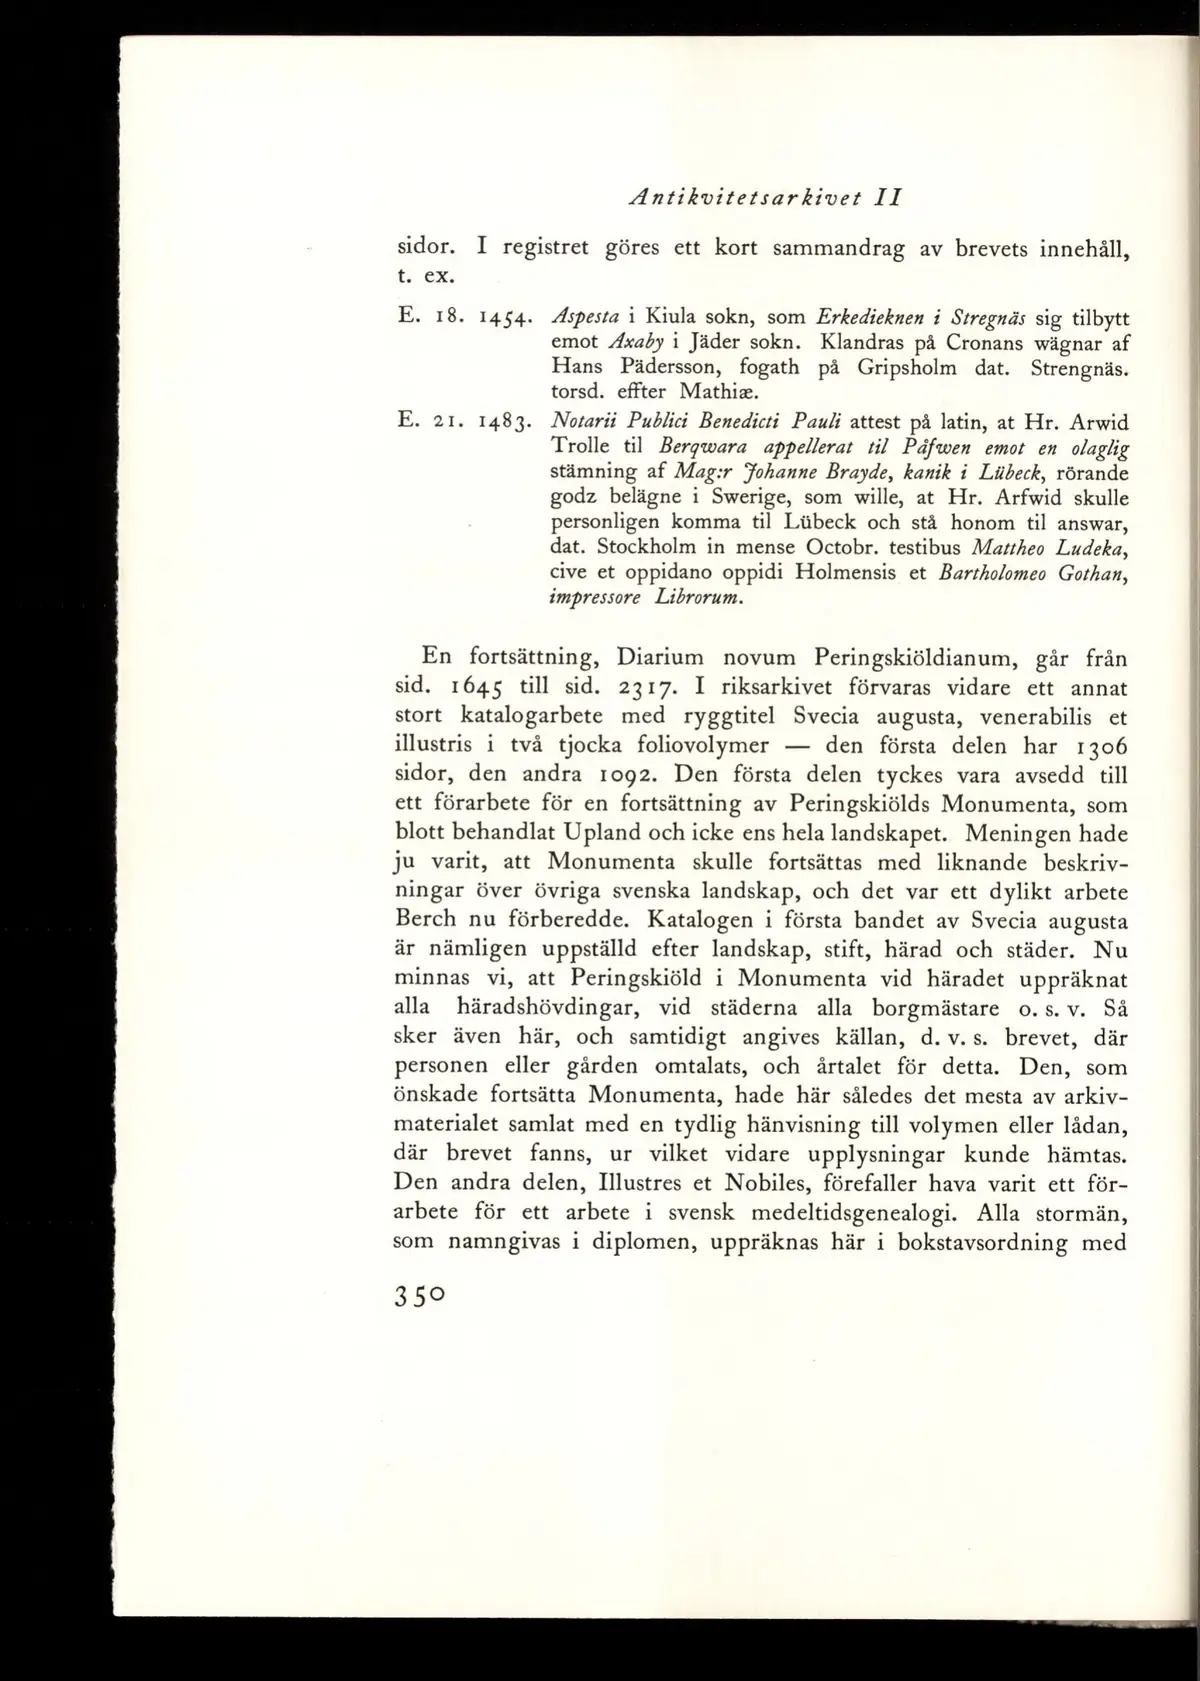 Antikvitetsarkivet II
sidor. I registret göres ett kort sammandrag av brevets innehåll,
t. ex.
E. 18. 1454. Aspesta i Kiula sokn, som Erkedieknen i Stregnäs sig tilbytt
emot Axaby i Jäder sokn. Klandras på Cronans wägnar af
Hans Pädersson, fogath på Gripsholm dat. Strengnäs.
torsd. effter Mathiæ.
E. 21. 1483. Notarii Publici Benedicti Pauli attest på latin, at Hr. Arwid
Trolle til Berqwara appellerat til Påfwen emot en olaglig
stämning af Mag:r Johanne Brayde, kanik i Lübeck, rörande
godz belägne i Swerige, som wille, at Hr. Arfwid skulle
personligen komma til Lübeck och stå honom til answar,
dat. Stockholm in mense Octobr. testibus Mattheo Ludeka,
cive et oppidano oppidi Holmensis et Bartholomeo Gothan,
impressore Librorum.
En fortsättning, Diarium novum Peringskiöldianum, går från
sid. 1645 till sid. 2317. I riksarkivet förvaras vidare ett annat
stort katalogarbete med ryggtitel Svecia augusta, venerabilis et
illustris i två tjocka foliovolymer — den första delen har 1306
sidor, den andra 1092. Den första delen tyckes vara avsedd till
ett förarbete för en fortsättning av Peringskiölds Monumenta, som
blott behandlat Upland och icke ens hela landskapet. Meningen hade
ju varit, att Monumenta skulle fortsättas med liknande beskriv-
ningar över övriga svenska landskap, och det var ett dylikt arbete
Berch nu förberedde. Katalogen i första bandet av Svecia augusta
är nämligen uppställd efter landskap, stift, härad och städer. Nu
minnas vi, att Peringskiöld i Monumenta vid häradet uppräknat
alla häradshövdingar, vid städerna alla borgmästare o. s. v. Så
sker även här, och samtidigt angives källan, d. v. s. brevet, där
personen eller gården omtalats, och årtalet för detta. Den, som
önskade fortsätta Monumenta, hade här således det mesta av arkiv-
materialet samlat med en tydlig hänvisning till volymen eller lådan,
där brevet fanns, ur vilket vidare upplysningar kunde hämtas.
Den andra delen, Illustres et Nobiles, förefaller hava varit ett för-
arbete för ett arbete i svensk medeltidsgenealogi. Alla stormän,
som namngivas i diplomen, uppräknas här i bokstavsordning med
350